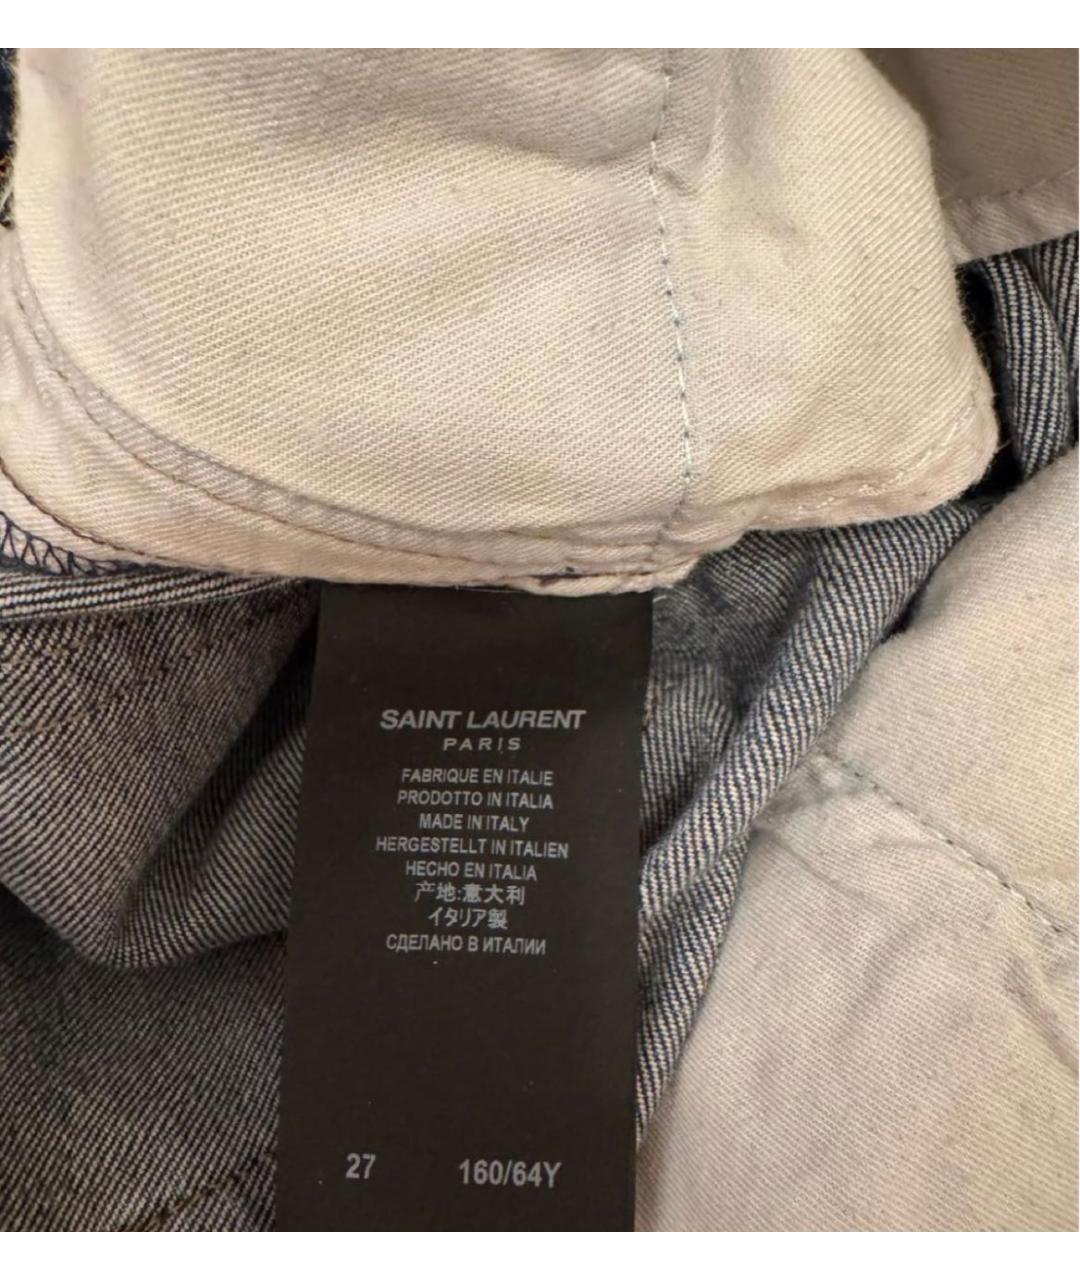 SAINT LAURENT
PARIS
FABRIQUE EN ITALIE
PRODOTTO IN ITALIA
MADE IN ITALY
HERGESTELLT IN ITALIEN
HECHO EN ITALIA
产地:意大利
イタリア製
СДЕЛАНО В ИТАЛИИ
27 160/64Y